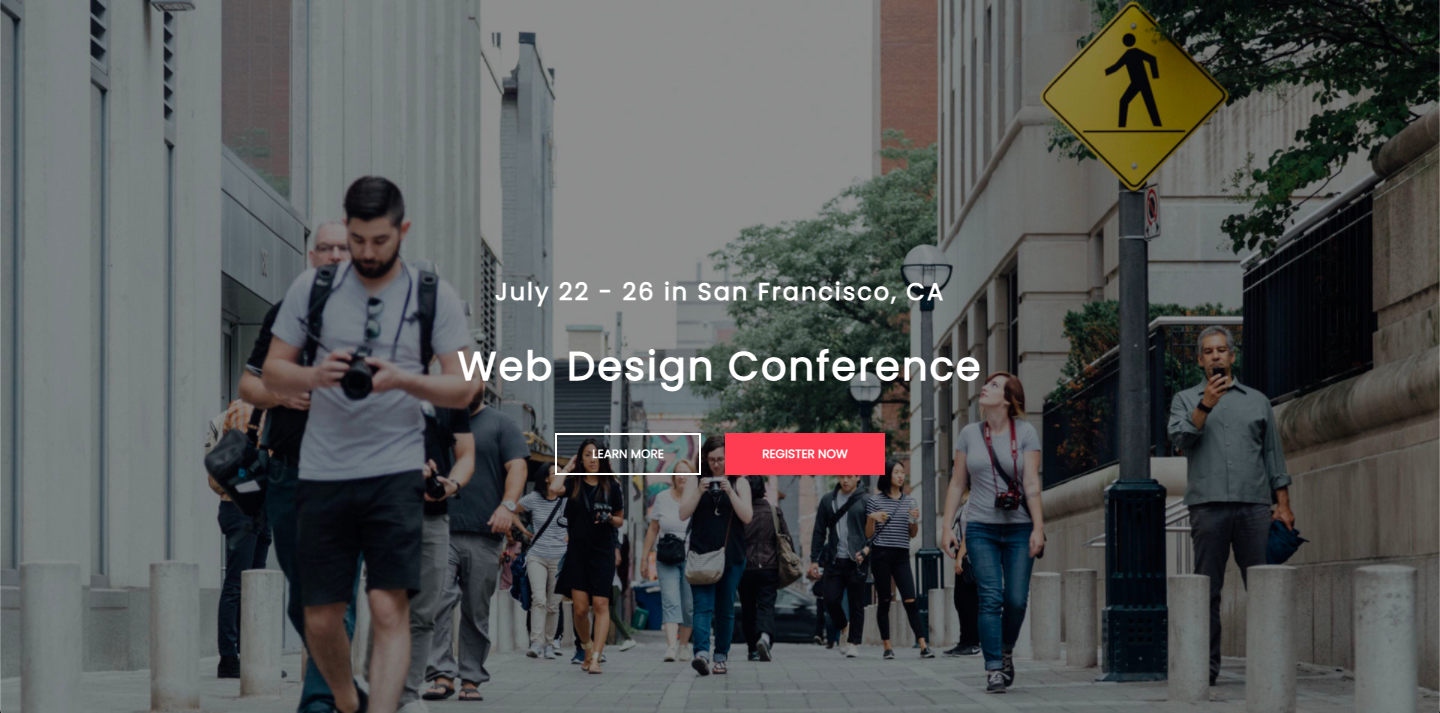 July 22 - 26 in San Francisco, CA
Web Design Conference
LEARN MORE
REGISTER NOW